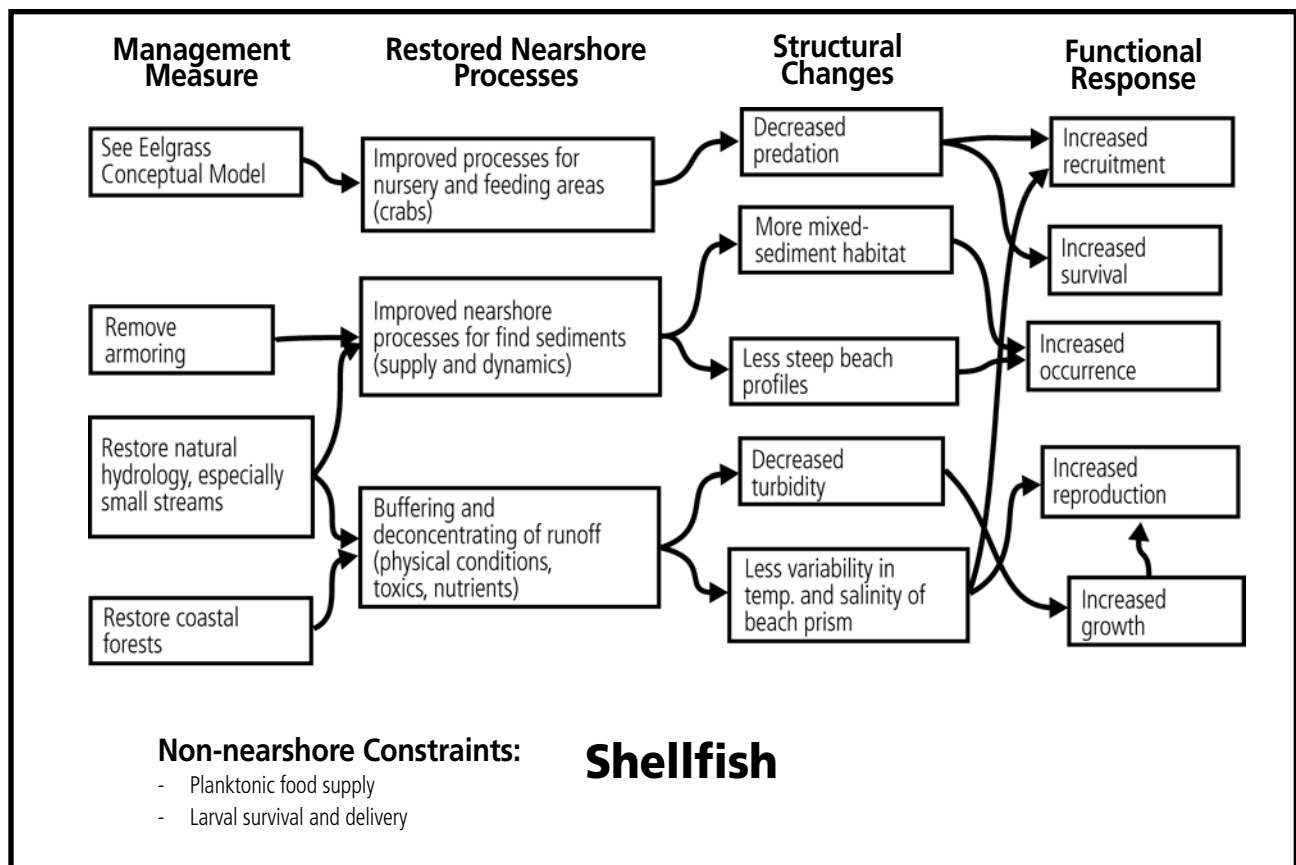 Management
Measure
Restored Nearshore
Processes
Structural
Changes
Functional
Response
See Eelgrass
Conceptual Model
Improved processes for
nursery and feeding areas
(crabs)
Decreased
predation
Increased
recruitment
More mixed-
sediment habitat
Increased
survival
Remove
armoring
Improved nearshore
processes for find sediments
(supply and dynamics)
Less steep beach
profiles
Increased
occurrence
Restore natural
hydrology, especially
small streams
Decreased
turbidity
Increased
reproduction
Buffering and
deconcentrating of runoff
(physical conditions,
toxics, nutrients)
Less variability in
temp. and salinity of
beach prism
Restore coastal
forests
Increased
growth
Non-nearshore Constraints:
- Planktonic food supply
- Larval survival and delivery
Shellfish